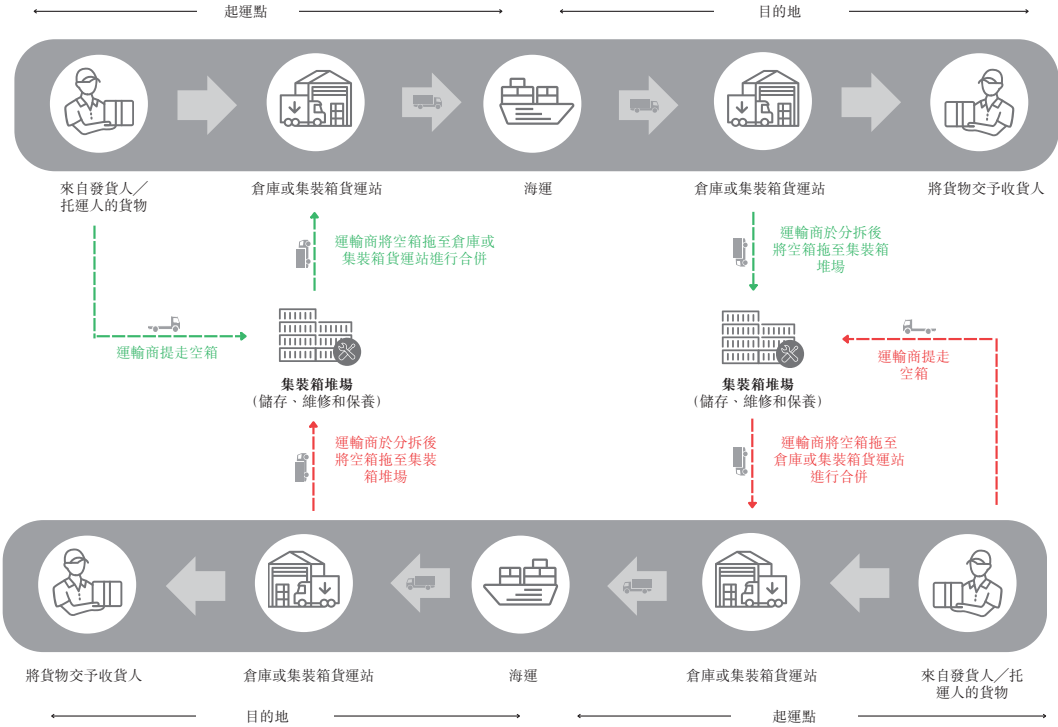 起運點
目的地
來自發貨人／
托運人的貨物
倉庫或集裝箱貨運站
海運
倉庫或集裝箱貨運站
將貨物交予收貨人
運輸商將空箱拖至倉庫或
集裝箱貨運站進行合併
運輸商於分拆後
將空箱拖至集裝箱
堆場
運輸商提走空箱
運輸商提走
空箱
集裝箱堆場
(儲存、維修和保養)
集裝箱堆場
(儲存、維修和保養)
運輸商於分拆後
將空箱拖至集裝
箱堆場
運輸商將空箱拖至
倉庫或集裝箱貨運站
進行合併
將貨物交予收貨人
倉庫或集裝箱貨運站
海運
倉庫或集裝箱貨運站
來自發貨人／托
運人的貨物
目的地
起運點